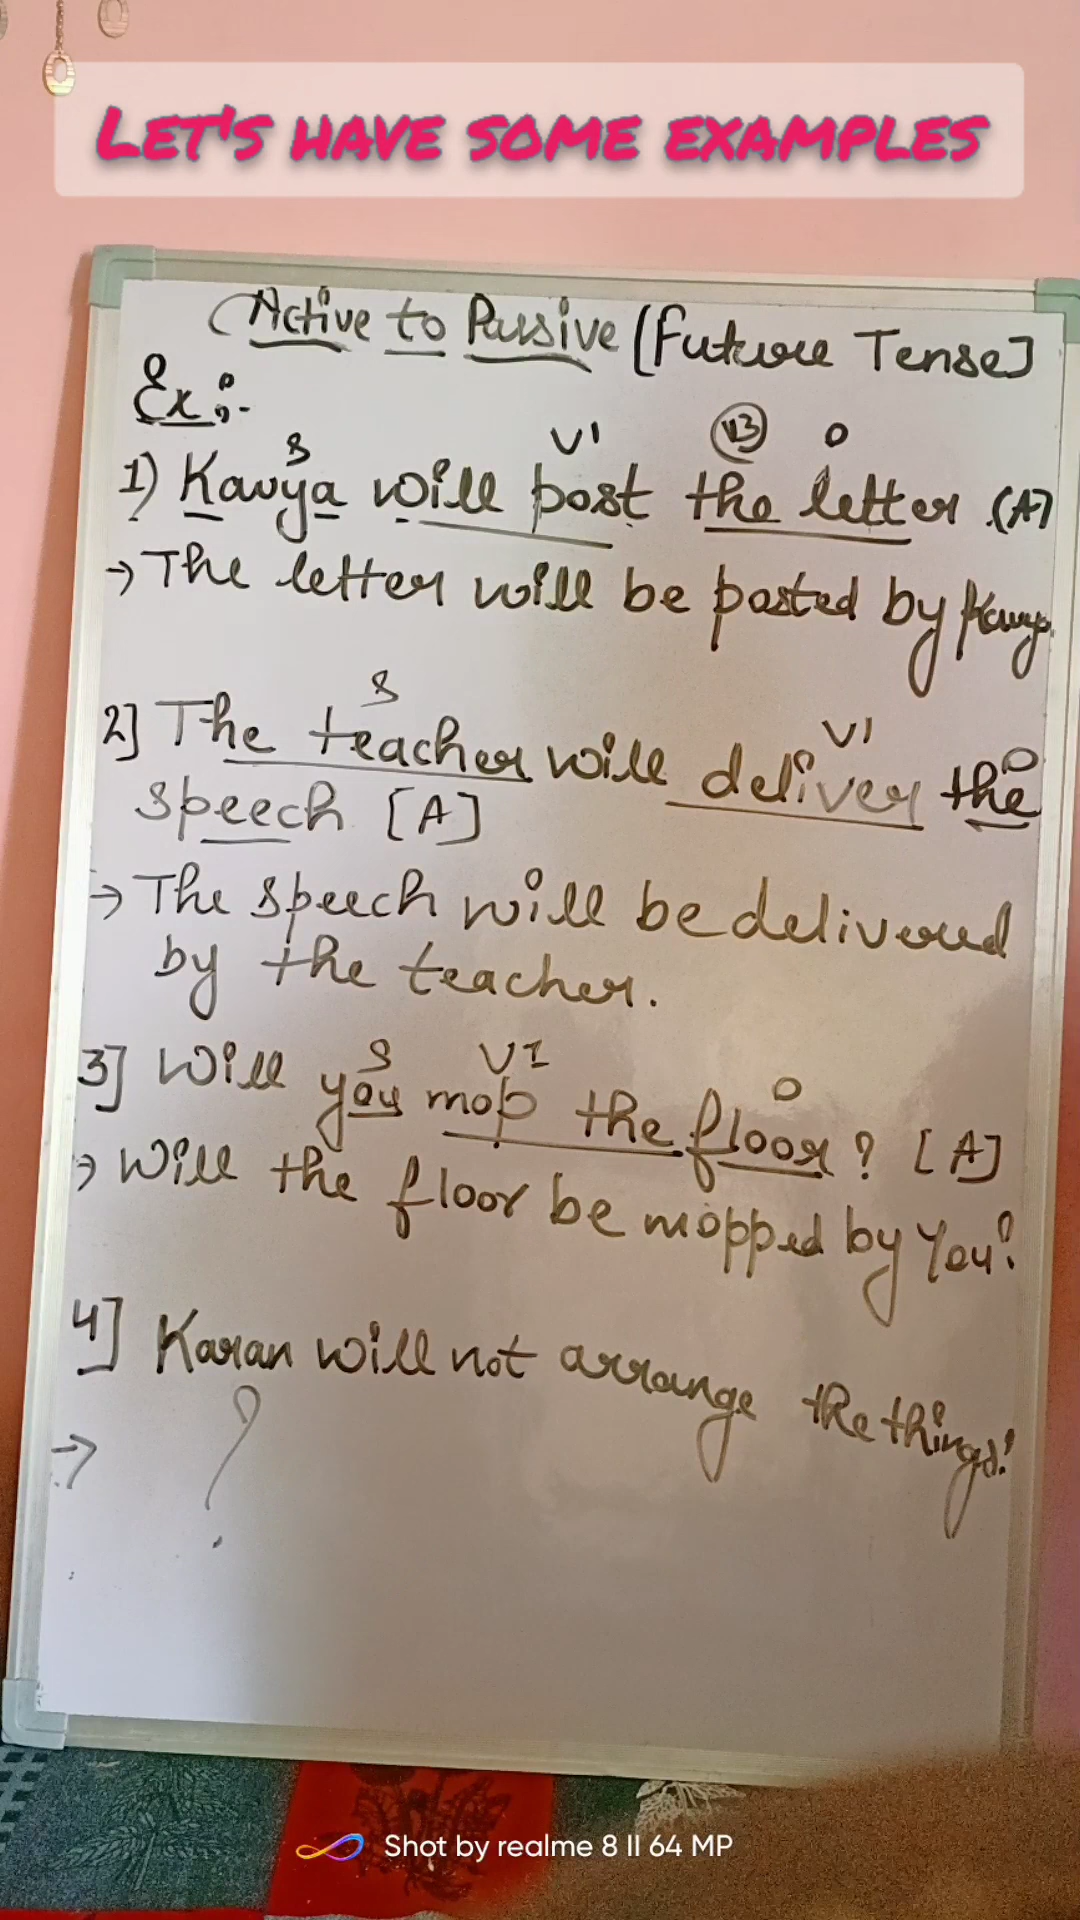 LET'S HAVE SOME EXAMPLES
Active to Passive [Future Tense]
Ex:-
S V1 V3 O
1) Kavya will post the letter (A)
→ The letter will be posted by Kavya.
S V1 O
2] The teacher will deliver the
speech [A]
→ The speech will be delivered
by the teacher.
S V1 O
3] Will you mop the floor? [A]
→ Will the floor be mopped by you?
4] Karan will not arrange the things.
→ ?
Shot by realme 8 II 64 MP